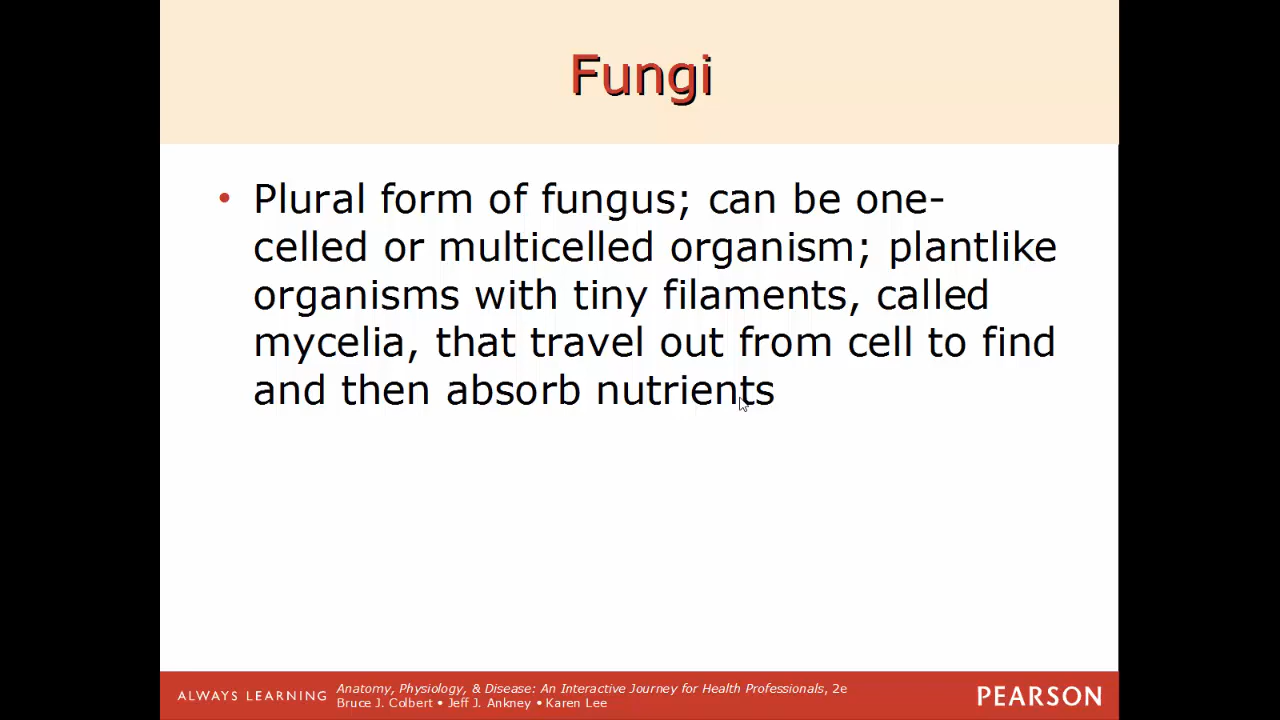 Fungi
• Plural form of fungus; can be one-
celled or multicelled organism; plantlike
organisms with tiny filaments, called
mycelia, that travel out from cell to find
and then absorb nutrients
ALWAYS LEARNING
Anatomy, Physiology, & Disease: An Interactive Journey for Health Professionals, 2e
Bruce J. Colbert • Jeff J. Ankney • Karen Lee
PEARSON